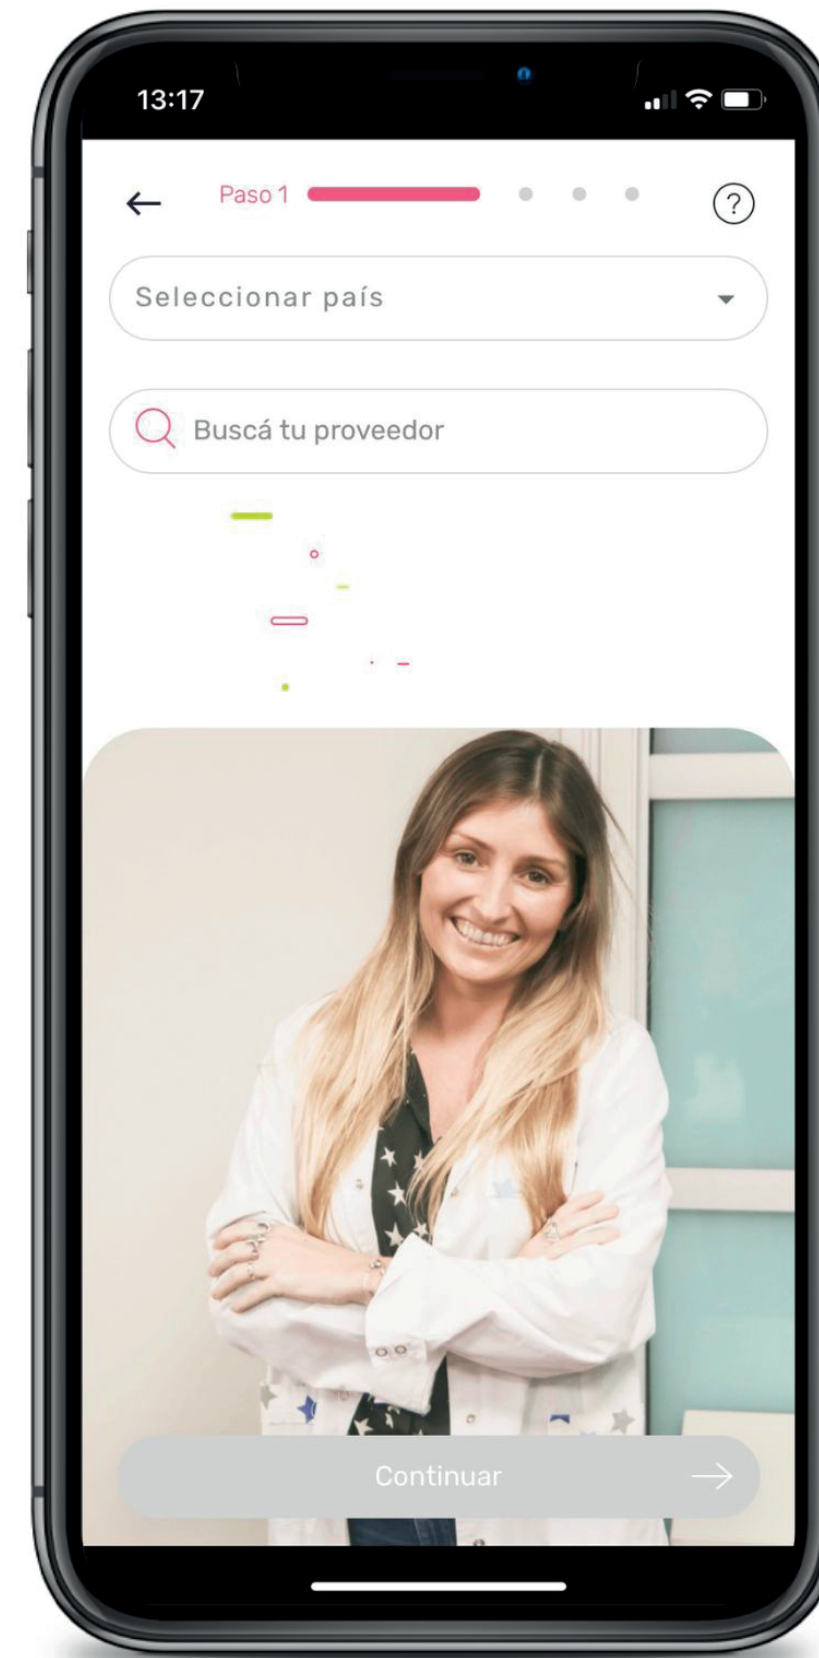 13:17
Paso 1
?
Seleccionar país
Buscá tu proveedor
Continuar